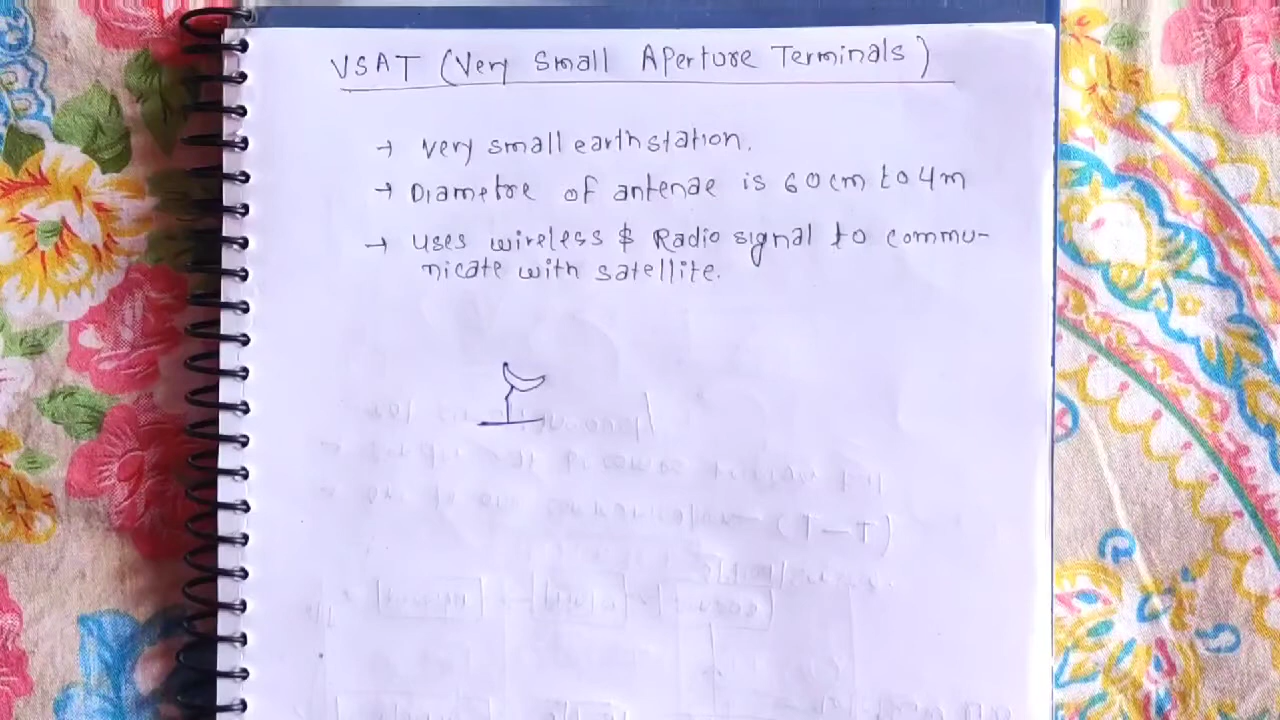 VSAT (Very Small Aperture Terminals)
→ Very small earth station.
→ Diametre of antenae is 60cm to 4m
→ Uses wireless & Radio signal to commu-
nicate with satellite.